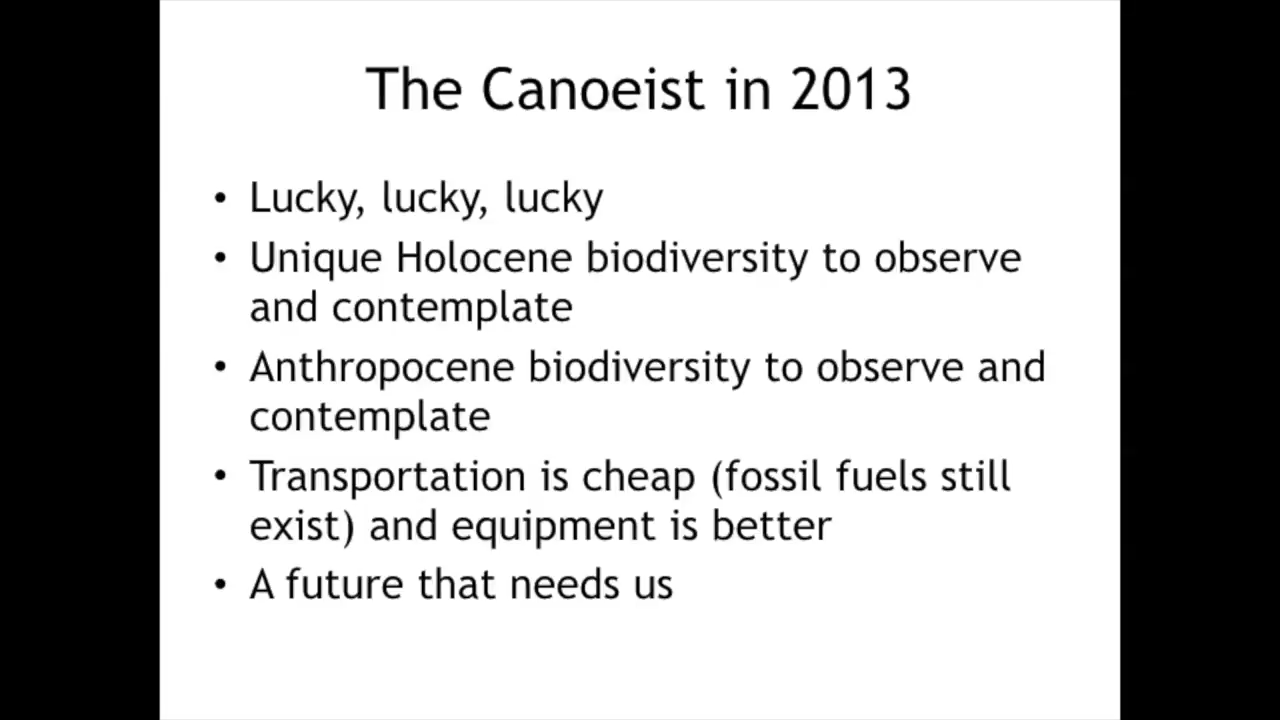 The Canoeist in 2013
• Lucky, lucky, lucky
• Unique Holocene biodiversity to observe
and contemplate
• Anthropocene biodiversity to observe and
contemplate
• Transportation is cheap (fossil fuels still
exist) and equipment is better
• A future that needs us